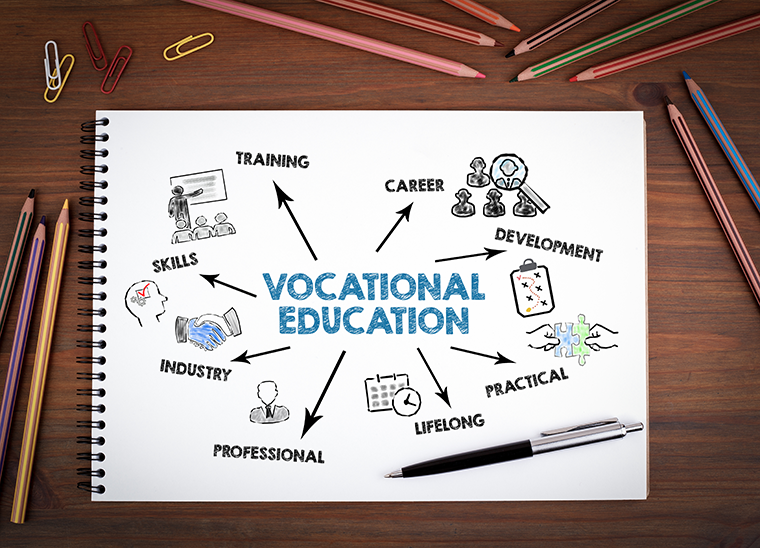 TRAINING
CAREER
DEVELOPMENT
SKILLS
VOCATIONAL
EDUCATION
INDUSTRY
PRACTICAL
LIFELONG
PROFESSIONAL